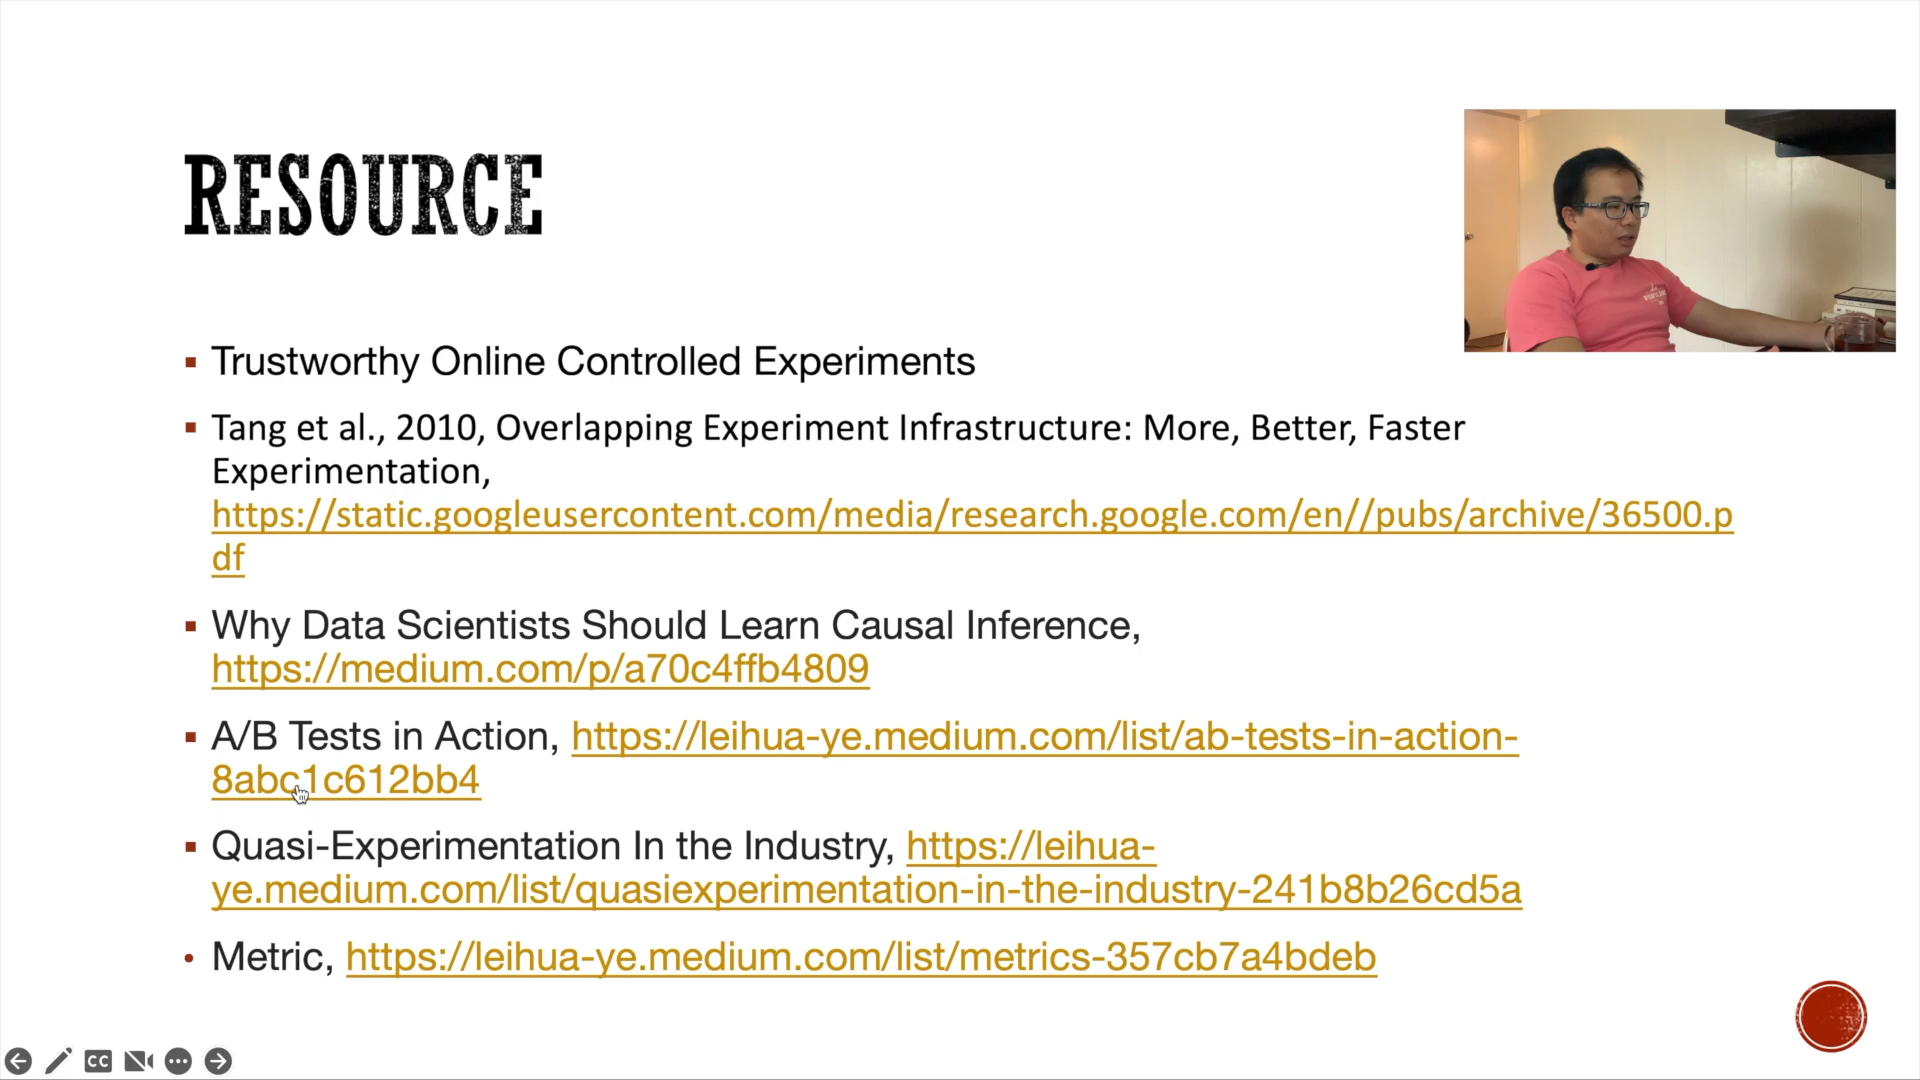 RESOURCE
Trustworthy Online Controlled Experiments
Tang et al., 2010, Overlapping Experiment Infrastructure: More, Better, Faster
Experimentation,
https://static.googleusercontent.com/media/research.google.com/en//pubs/archive/36500.p
df
Why Data Scientists Should Learn Causal Inference,
https://medium.com/p/a70c4ffb4809
A/B Tests in Action, https://leihua-ye.medium.com/list/ab-tests-in-action-
8abc1c612bb4
Quasi-Experimentation In the Industry, https://leihua-
ye.medium.com/list/quasiexperimentation-in-the-industry-241b8b26cd5a
Metric, https://leihua-ye.medium.com/list/metrics-357cb7a4bdeb
CC